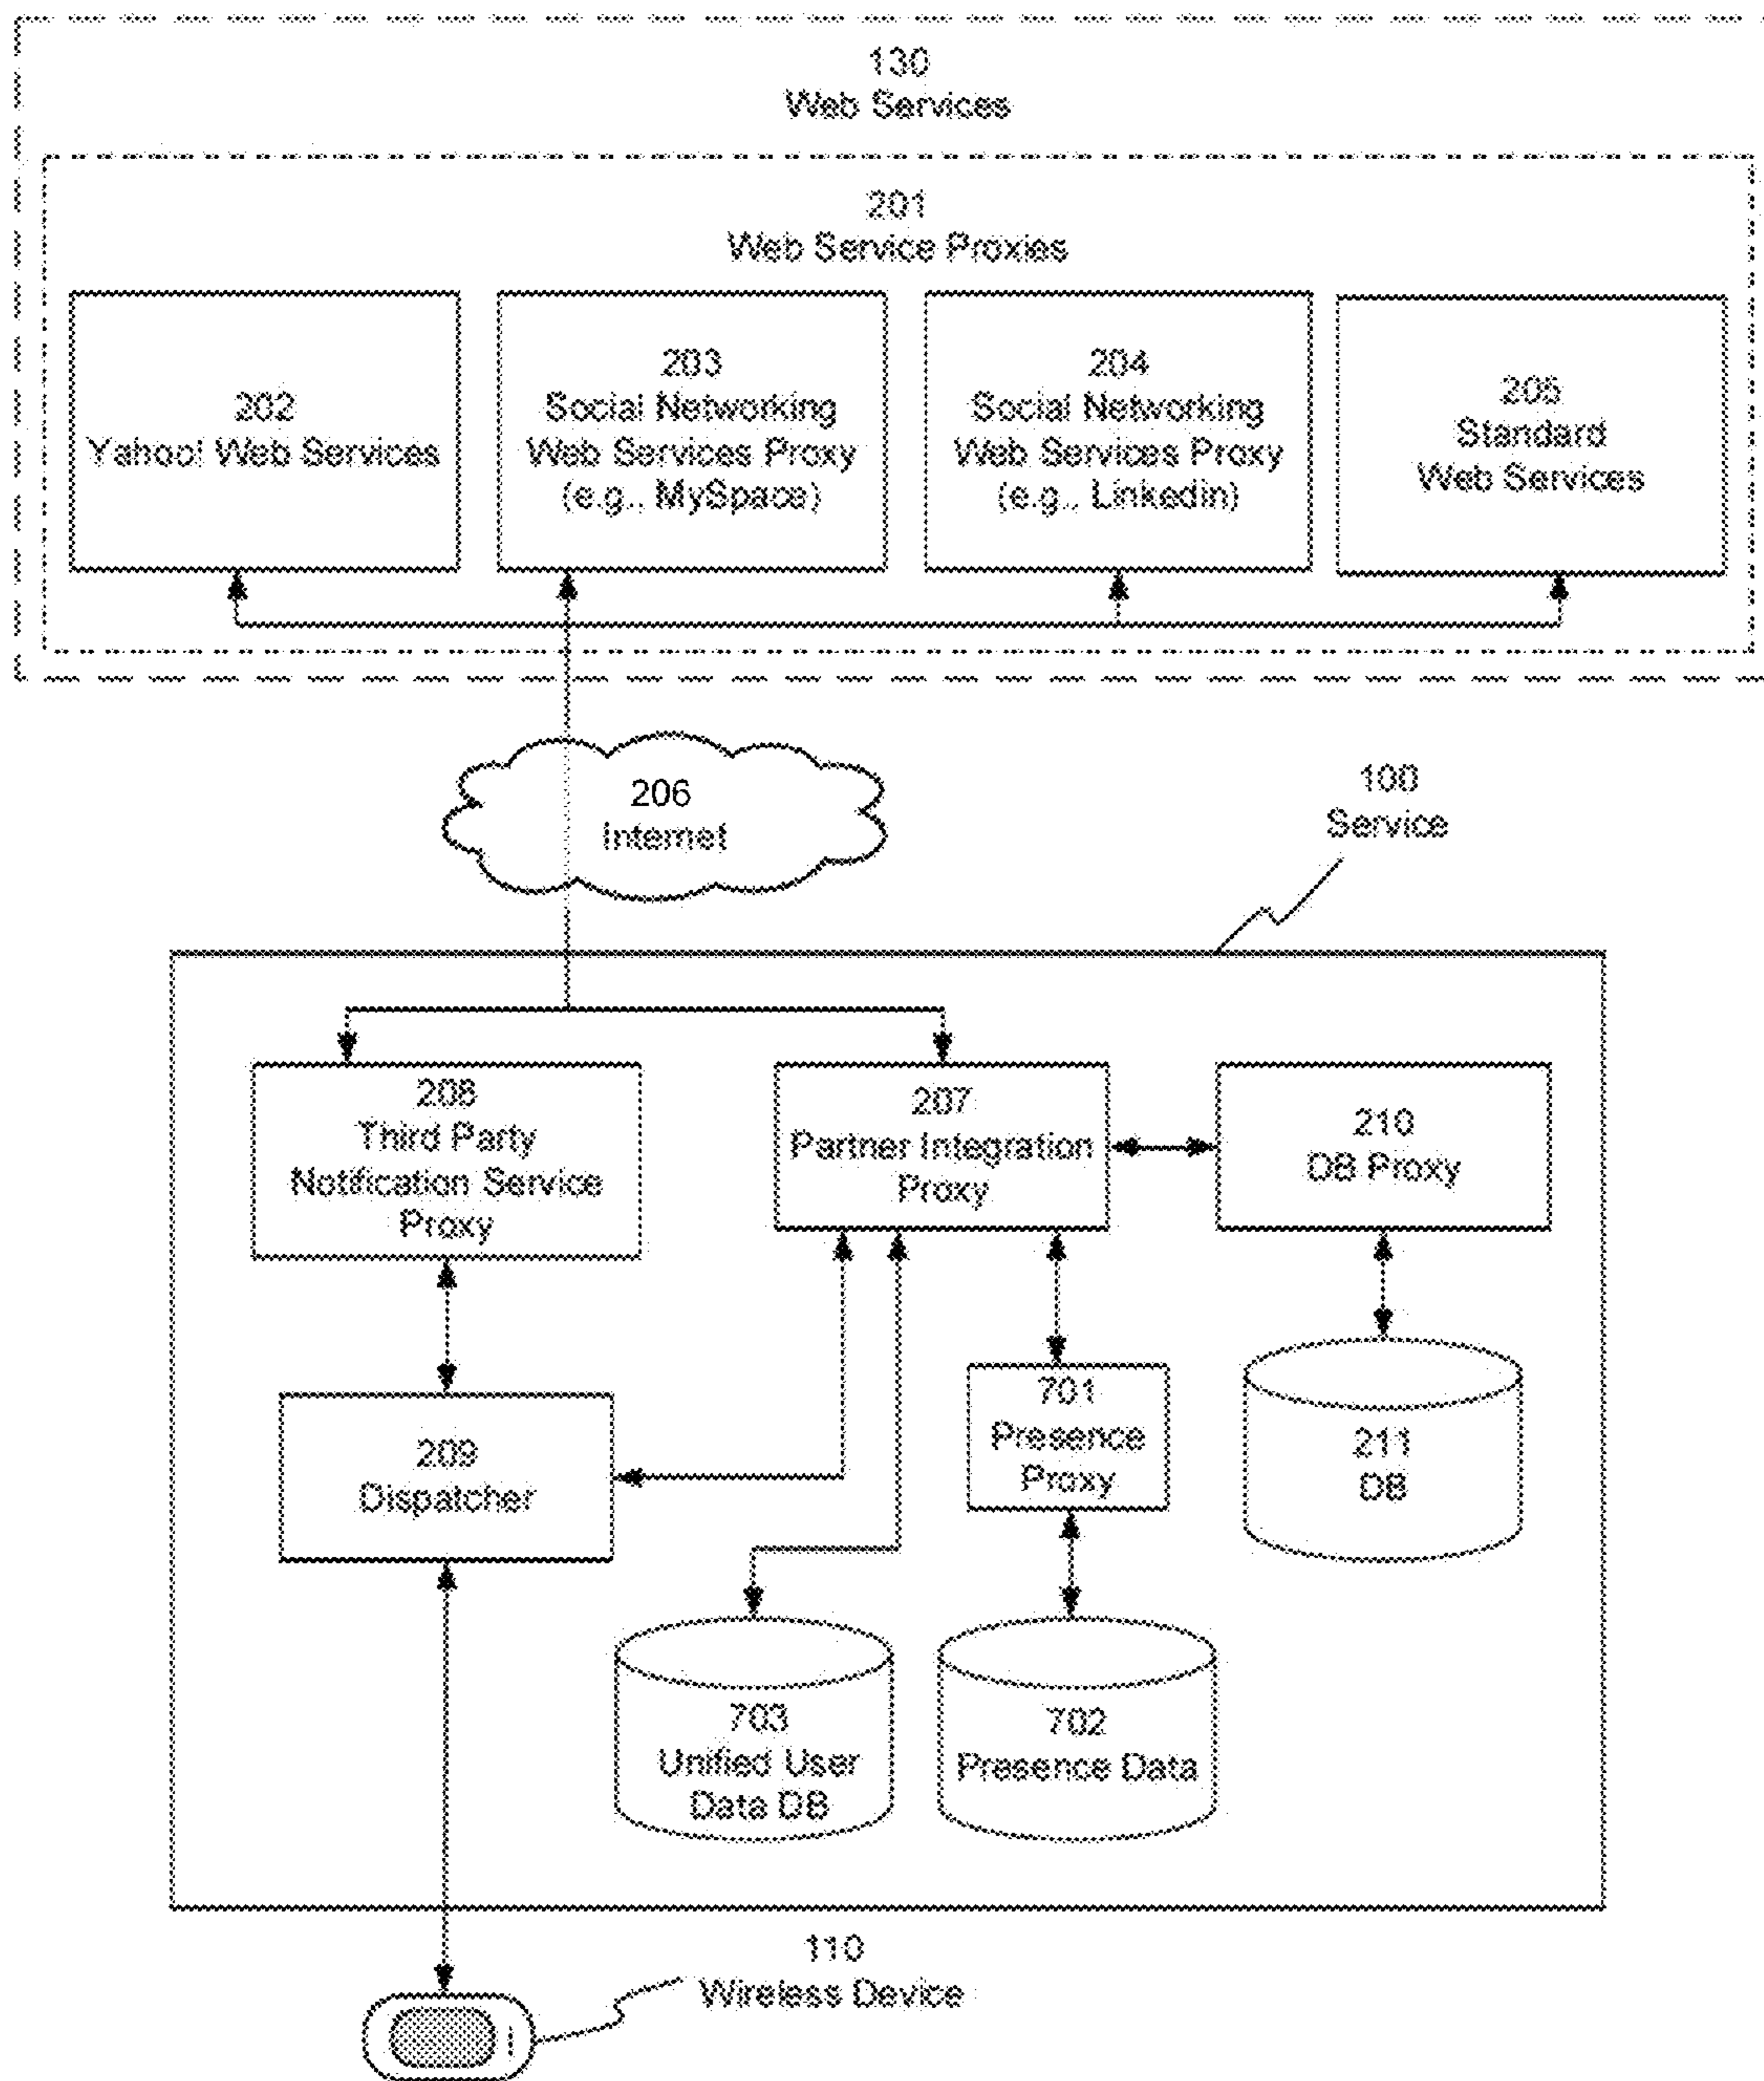 130
Web Services
201
Web Service Proxies
202
Yahoo! Web Services
203
Social Networking
Web Services Proxy
(e.g., MySpace)
204
Social Networking
Web Services Proxy
(e.g., Linkedin)
205
Standard
Web Services
206
Internet
100
Service
208
Third Party
Notification Service
Proxy
207
Partner Integration
Proxy
210
DB Proxy
209
Dispatcher
701
Presence
Proxy
211
DB
703
Unified User
Data DB
702
Presence Data
110
Wireless Device